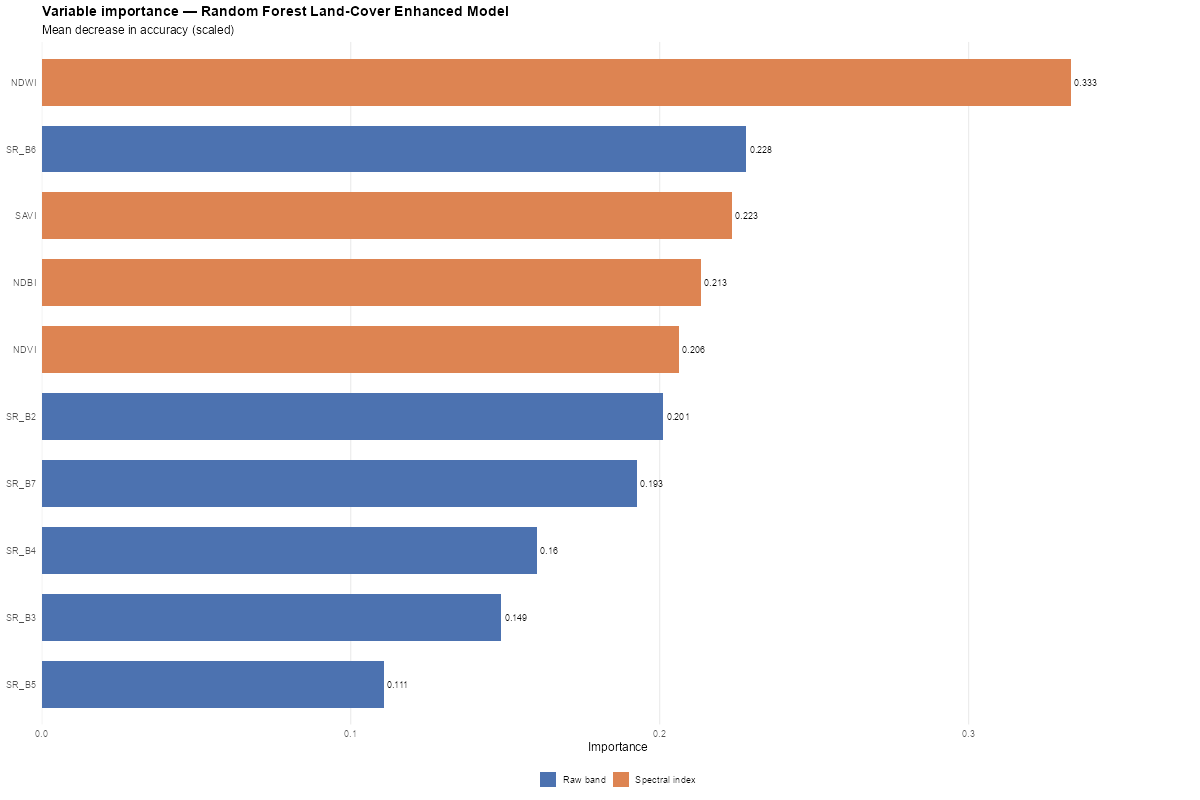 Variable importance — Random Forest Land-Cover Enhanced Model
Mean decrease in accuracy (scaled)
NDWI 0.333
SR_B6 0.228
SAVI 0.223
NDBI 0.213
NDVI 0.206
SR_B2 0.201
SR_B7 0.193
SR_B4 0.16
SR_B3 0.149
SR_B5 0.111
0.0 0.1 0.2 0.3
Importance
Raw band Spectral index